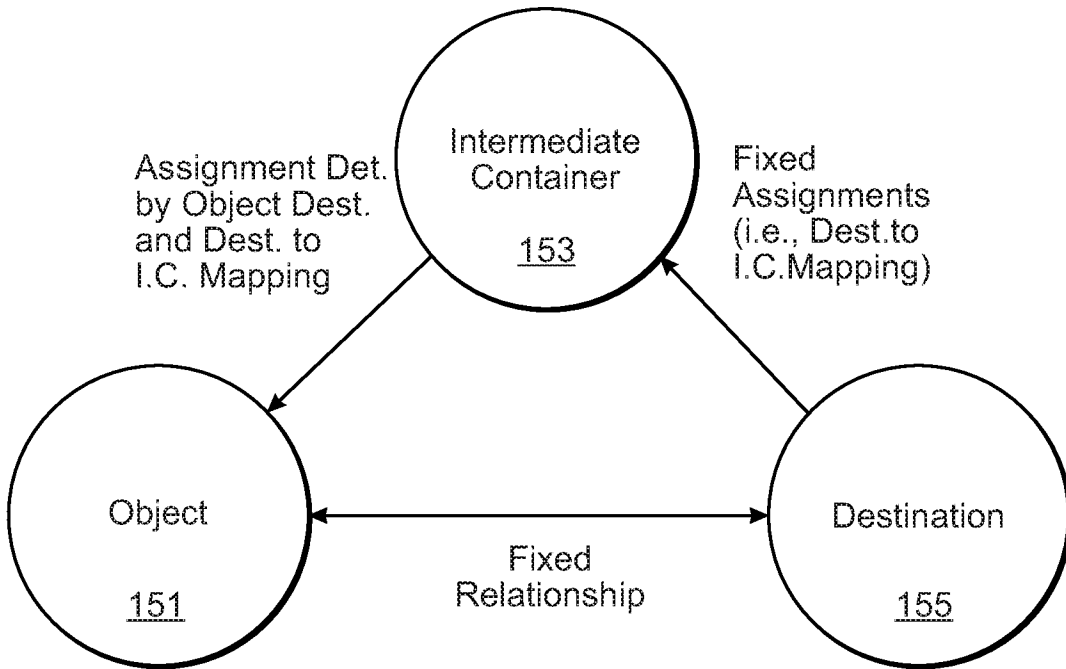 Intermediate
Container
153
Assignment Det.
by Object Dest.
and Dest. to
I.C. Mapping
Fixed
Assignments
(i.e., Dest.to
I.C.Mapping)
Object
151
Fixed
Relationship
Destination
155